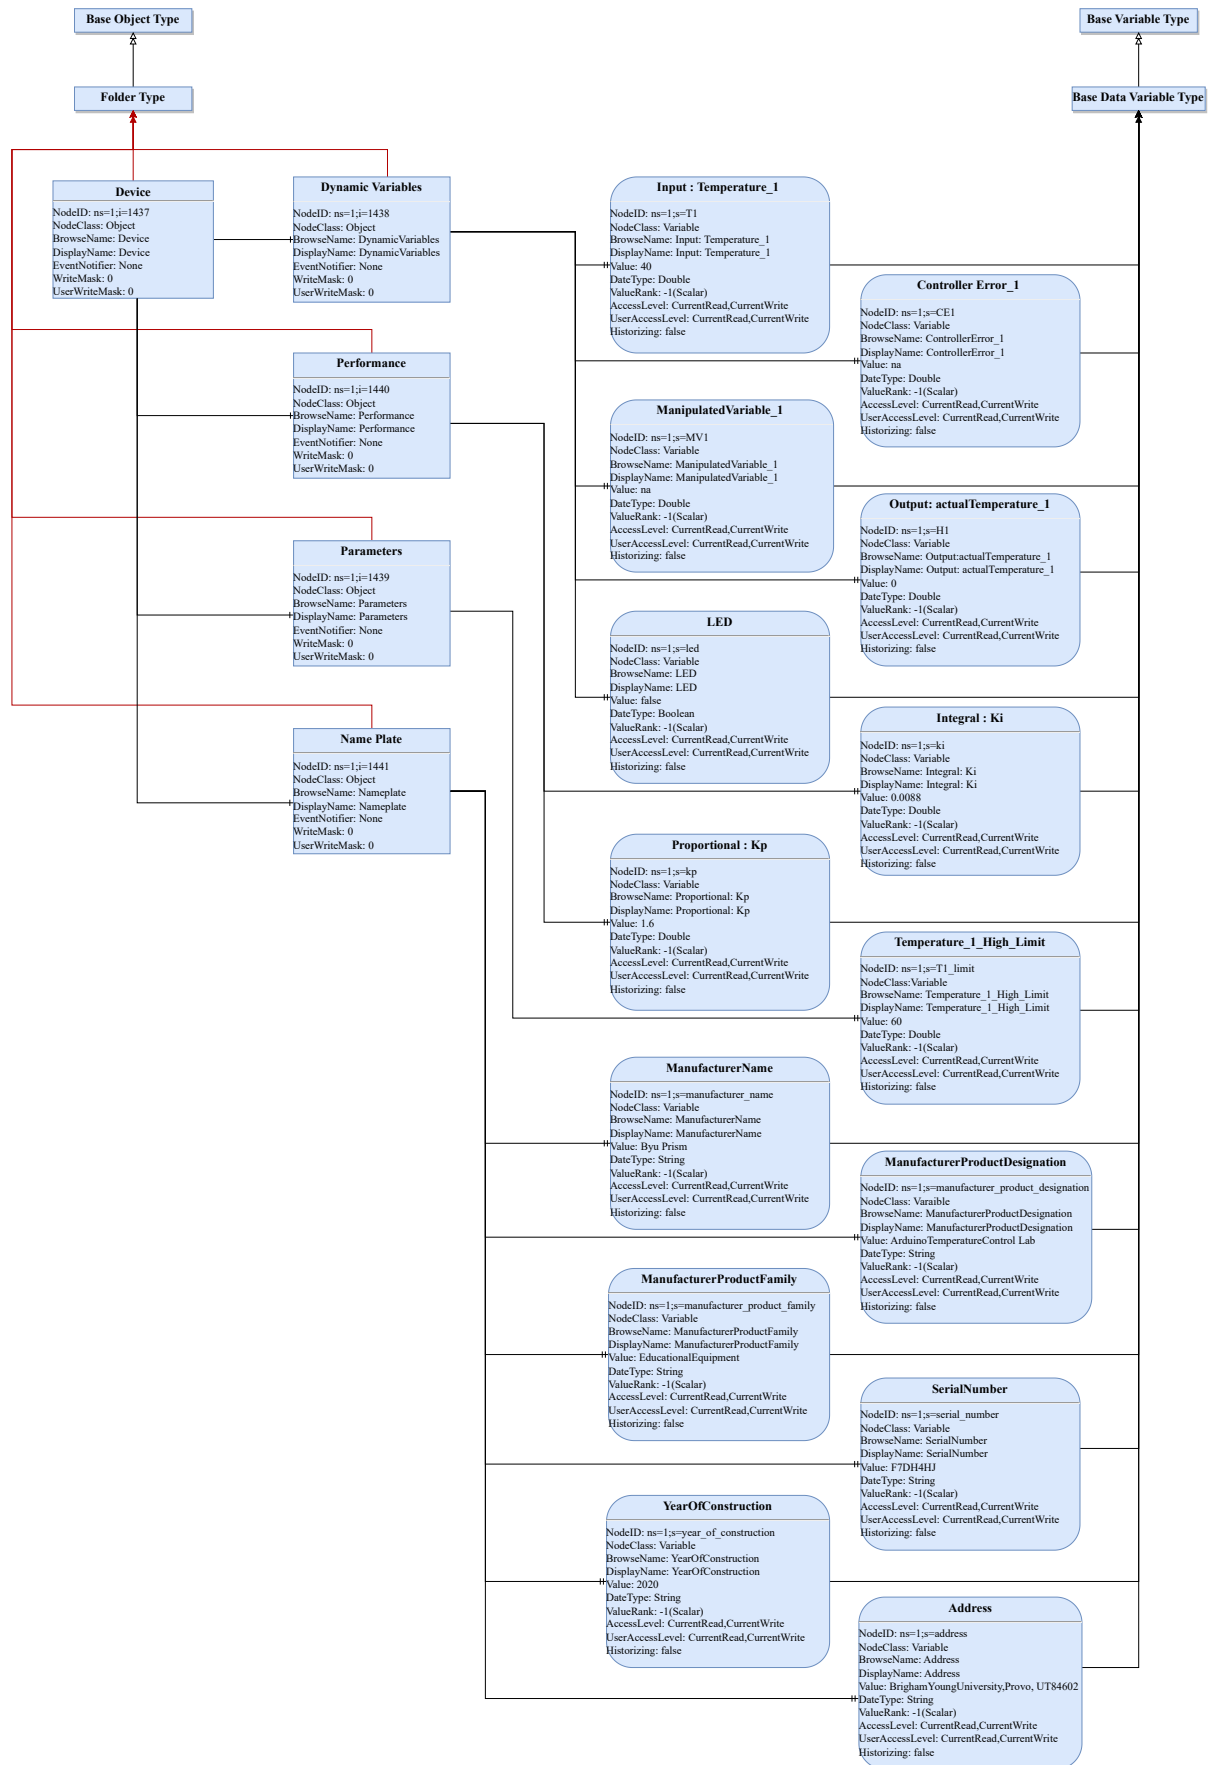 Base Object Type
Base Variable Type
Folder Type
Base Data Variable Type
Device
NodeID: ns=1;i=1437
NodeClass: Object
BrowseName: Device
DisplayName: Device
EventNotifier: None
WriteMask: 0
UserWriteMask: 0
Dynamic Variables
NodeID: ns=1;i=1438
NodeClass: Object
BrowseName: DynamicVariables
DisplayName: DynamicVariables
EventNotifier: None
WriteMask: 0
UserWriteMask: 0
Input : Temperature_1
NodeID: ns=1;s=T1
NodeClass: Variable
BrowseName: Input: Temperature_1
DisplayName: Input: Temperature_1
Value: 40
DateType: Double
ValueRank: -1(Scalar)
AccessLevel: CurrentRead,CurrentWrite
UserAccessLevel: CurrentRead,CurrentWrite
Historizing: false
Controller Error_1
NodeID: ns=1;s=CE1
NodeClass: Variable
BrowseName: ControllerError_1
DisplayName: ControllerError_1
Value: na
DateType: Double
ValueRank: -1(Scalar)
AccessLevel: CurrentRead,CurrentWrite
UserAccessLevel: CurrentRead,CurrentWrite
Historizing: false
Performance
NodeID: ns=1;i=1440
NodeClass: Object
BrowseName: Performance
DisplayName: Performance
EventNotifier: None
WriteMask: 0
UserWriteMask: 0
ManipulatedVariable_1
NodeID: ns=1;s=MV1
NodeClass: Variable
BrowseName: ManipulatedVariable_1
DisplayName: ManipulatedVariable_1
Value: na
DateType: Double
ValueRank: -1(Scalar)
AccessLevel: CurrentRead,CurrentWrite
UserAccessLevel: CurrentRead,CurrentWrite
Historizing: false
Output: actualTemperature_1
NodeID: ns=1;s=H1
NodeClass: Variable
BrowseName: Output:actualTemperature_1
DisplayName: Output: actualTemperature_1
Value: 0
DateType: Double
ValueRank: -1(Scalar)
AccessLevel: CurrentRead,CurrentWrite
UserAccessLevel: CurrentRead,CurrentWrite
Historizing: false
Parameters
NodeID: ns=1;i=1439
NodeClass: Object
BrowseName: Parameters
DisplayName: Parameters
EventNotifier: None
WriteMask: 0
UserWriteMask: 0
LED
NodeID: ns=1;s=led
NodeClass: Variable
BrowseName: LED
DisplayName: LED
Value: false
DateType: Boolean
ValueRank: -1(Scalar)
AccessLevel: CurrentRead,CurrentWrite
UserAccessLevel: CurrentRead,CurrentWrite
Historizing: false
Integral : Ki
NodeID: ns=1;s=ki
NodeClass: Variable
BrowseName: Integral: Ki
DisplayName: Integral: Ki
Value: 0.0088
DateType: Double
ValueRank: -1(Scalar)
AccessLevel: CurrentRead,CurrentWrite
UserAccessLevel: CurrentRead,CurrentWrite
Historizing: false
Name Plate
NodeID: ns=1;i=1441
NodeClass: Object
BrowseName: Nameplate
DisplayName: Nameplate
EventNotifier: None
WriteMask: 0
UserWriteMask: 0
Proportional : Kp
NodeID: ns=1;s=kp
NodeClass: Variable
BrowseName: Proportional: Kp
DisplayName: Proportional: Kp
Value: 1.6
DateType: Double
ValueRank: -1(Scalar)
AccessLevel: CurrentRead,CurrentWrite
UserAccessLevel: CurrentRead,CurrentWrite
Historizing: false
Temperature_1_High_Limit
NodeID: ns=1;s=T1_limit
NodeClass:Variable
BrowseName: Temperature_1_High_Limit
DisplayName: Temperature_1_High_Limit
Value: 60
DateType: Double
ValueRank: -1(Scalar)
AccessLevel: CurrentRead,CurrentWrite
UserAccessLevel: CurrentRead,CurrentWrite
Historizing: false
ManufacturerName
NodeID: ns=1;s=manufacturer_name
NodeClass: Variable
BrowseName: ManufacturerName
DisplayName: ManufacturerName
Value: Byu Prism
DateType: String
ValueRank: -1(Scalar)
AccessLevel: CurrentRead,CurrentWrite
UserAccessLevel: CurrentRead,CurrentWrite
Historizing: false
ManufacturerProductDesignation
NodeID: ns=1;s=manufacturer_product_designation
NodeClass: Varaible
BrowseName: ManufacturerProductDesignation
DisplayName: ManufacturerProductDesignation
Value: ArduinoTemperatureControl Lab
DateType: String
ValueRank: -1(Scalar)
AccessLevel: CurrentRead,CurrentWrite
UserAccessLevel: CurrentRead,CurrentWrite
Historizing: false
ManufacturerProductFamily
NodeID: ns=1;s=manufacturer_product_family
NodeClass: Variable
BrowseName: ManufacturerProductFamily
DisplayName: ManufacturerProductFamily
Value: EducationalEquipment
DateType: String
ValueRank: -1(Scalar)
AccessLevel: CurrentRead,CurrentWrite
UserAccessLevel: CurrentRead,CurrentWrite
Historizing: false
SerialNumber
NodeID: ns=1;s=serial_number
NodeClass: Variable
BrowseName: SerialNumber
DisplayName: SerialNumber
Value: F7DH4HJ
DateType: String
ValueRank: -1(Scalar)
AccessLevel: CurrentRead,CurrentWrite
UserAccessLevel: CurrentRead,CurrentWrite
Historizing: false
YearOfConstruction
NodeID: ns=1;s=year_of_construction
NodeClass: Variable
BrowseName: YearOfConstruction
DisplayName: YearOfConstruction
Value: 2020
DateType: String
ValueRank: -1(Scalar)
AccessLevel: CurrentRead,CurrentWrite
UserAccessLevel: CurrentRead,CurrentWrite
Historizing: false
Address
NodeID: ns=1;s=address
NodeClass: Variable
BrowseName: Address
DisplayName: Address
Value: BrighamYoungUniversity,Provo, UT84602
DateType: String
ValueRank: -1(Scalar)
AccessLevel: CurrentRead,CurrentWrite
UserAccessLevel: CurrentRead,CurrentWrite
Historizing: false